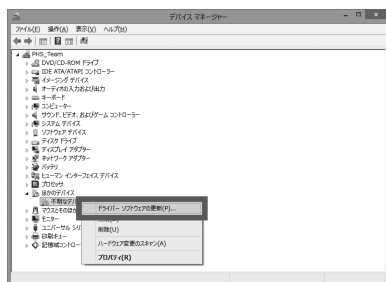 デバイス マネージャー
ファイル(F) 操作(A) 表示(V) ヘルプ(H)
PHS_Team
DVD/CD-ROM ドライブ
IDE ATA/ATAPI コントローラー
イメージング デバイス
オーディオの入力および出力
キーボード
コンピューター
サウンド、ビデオ、およびゲーム コントローラー
システム デバイス
ソフトウェア デバイス
ディスク ドライブ
ディスプレイ アダプター
ネットワーク アダプター
バッテリ
ヒューマン インターフェイス デバイス
プロセッサ
ほかのデバイス
不明なデバ
ドライバー ソフトウェアの更新(P)...
マウスとそのほか
モニター
削除(U)
ユニバーサル シリ
印刷キュー
ハードウェア変更のスキャン(A)
記憶域コントロー
プロパティ(R)